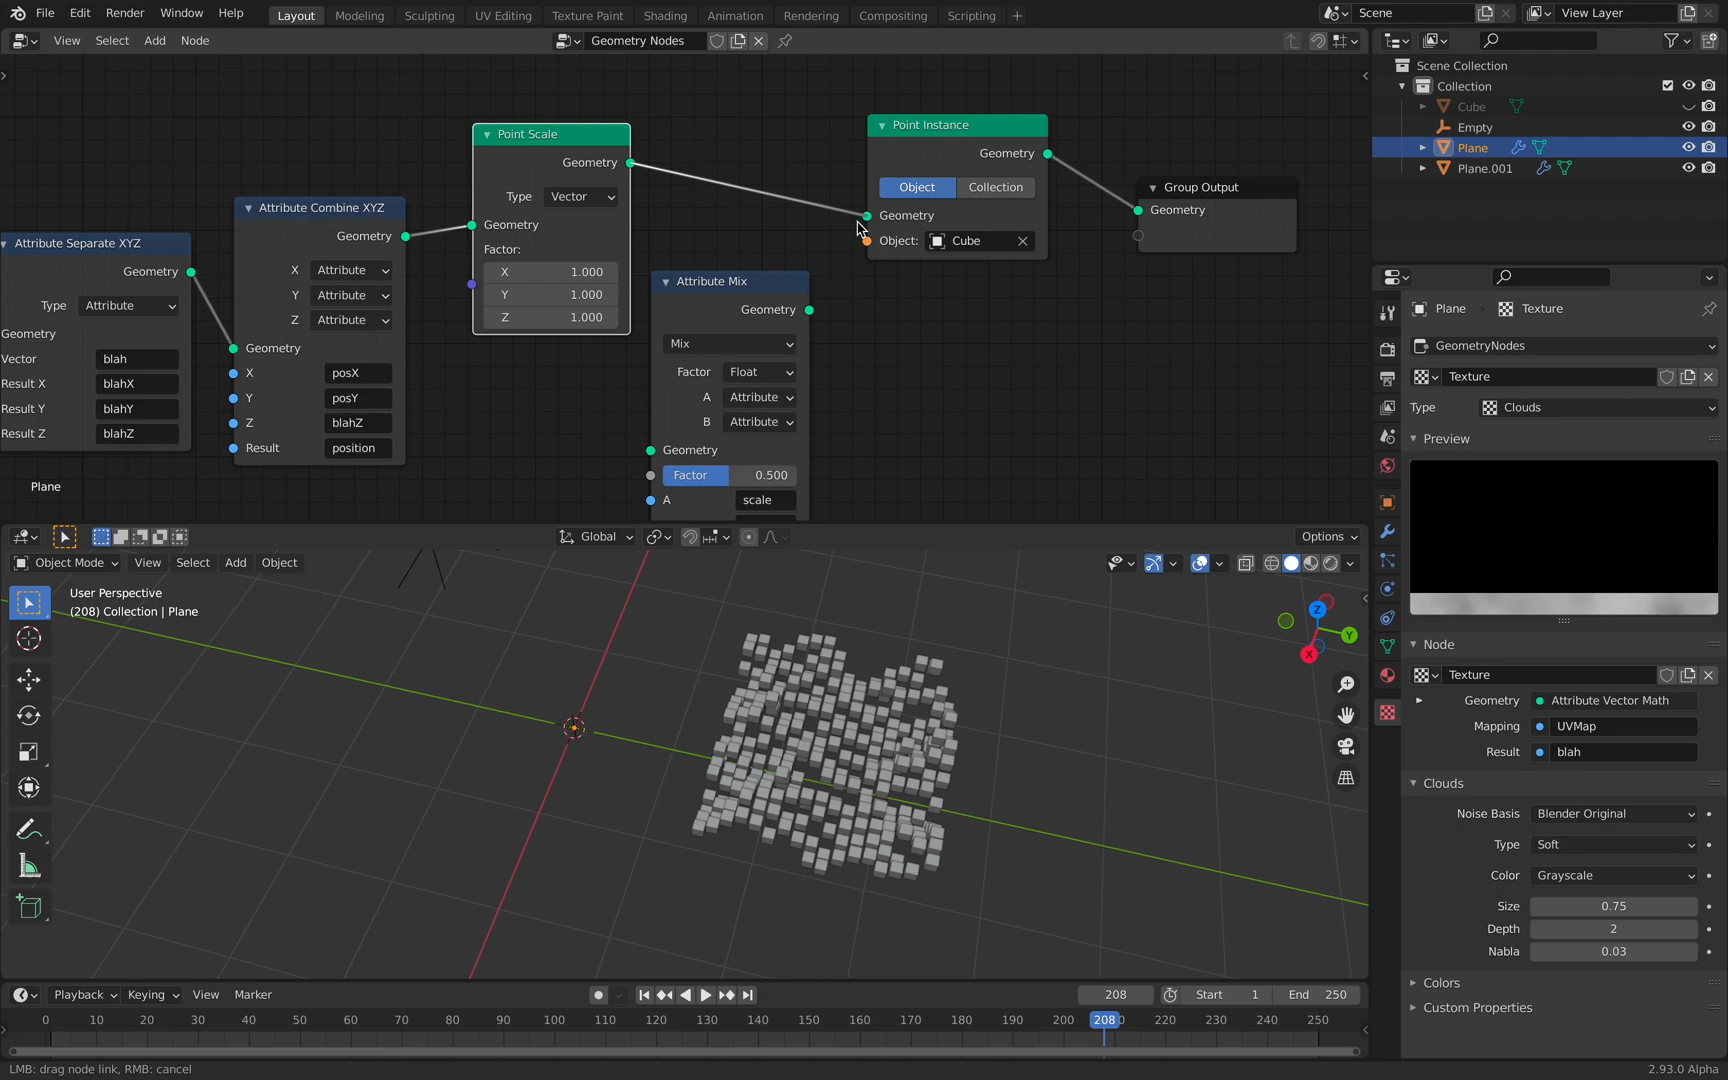 File Edit Render Window Help Layout Modeling Sculpting UV Editing Texture Paint Shading Animation Rendering Compositing Scripting + Scene View Layer
View Select Add Node Geometry Nodes
Scene Collection
Collection
Cube
Empty
Plane
Plane.001
Point Scale
Geometry
Type Vector
Geometry
Factor:
X 1.000
Y 1.000
Z 1.000
Point Instance
Geometry
Object Collection
Geometry
Object: Cube
Group Output
Geometry
Attribute Combine XYZ
Geometry
X Attribute
Y Attribute
Z Attribute
Geometry
X posX
Y posY
Z blahZ
Result position
Attribute Separate XYZ
Geometry
Type Attribute
Geometry
Vector blah
Result X blahX
Result Y blahY
Result Z blahZ
Attribute Mix
Geometry
Mix
Factor Float
A Attribute
B Attribute
Geometry
Factor 0.500
A scale
Plane
Global Options
Object Mode View Select Add Object
User Perspective
(208) Collection | Plane
Z
Y
X
Plane Texture
GeometryNodes
Texture
Type Clouds
Preview
Node
Texture
Geometry Attribute Vector Math
Mapping UVMap
Result blah
Clouds
Noise Basis Blender Original
Type Soft
Color Grayscale
Size 0.75
Depth 2
Nabla 0.03
Colors
Custom Properties
Playback Keying View Marker 208 Start 1 End 250
0 10 20 30 40 50 60 70 80 90 100 110 120 130 140 150 160 170 180 190 200 208 220 230 240 250
LMB: drag node link, RMB: cancel 2.93.0 Alpha